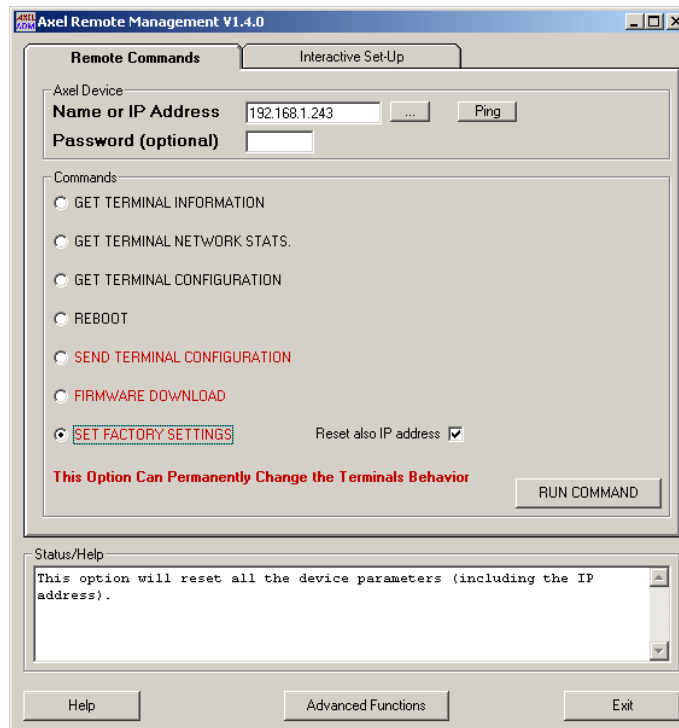 AXEL ADM Axel Remote Management V1.4.0
Remote Commands Interactive Set-Up
Axel Device
Name or IP Address 192.168.1.243 ... Ping
Password (optional)
Commands
GET TERMINAL INFORMATION
GET TERMINAL NETWORK STATS.
GET TERMINAL CONFIGURATION
REBOOT
SEND TERMINAL CONFIGURATION
FIRMWARE DOWNLOAD
SET FACTORY SETTINGS Reset also IP address
This Option Can Permanently Change the Terminals Behavior
RUN COMMAND
Status/Help
This option will reset all the device parameters (including the IP
address).
Help Advanced Functions Exit